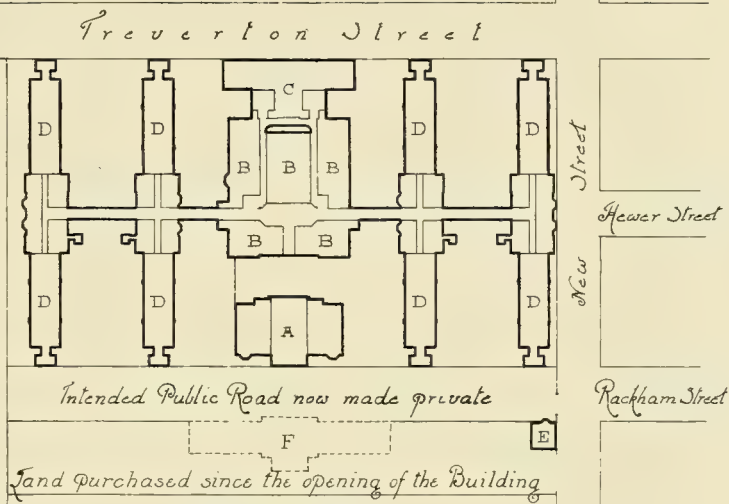 Treverton Street
C
D
D
D
D
B
B
B
Street
Hewer Street
B
B
New
D
D
A
D
D
Intended Public Road now made private
Rackham Street
F
E
Land purchased since the opening of the Building